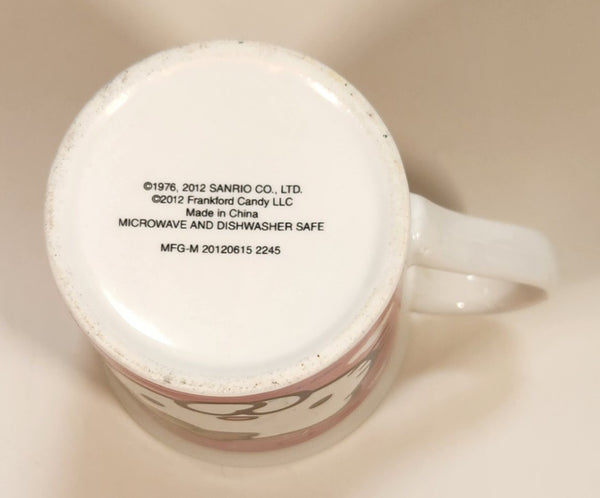 ©1976, 2012 SANRIO CO., LTD.
©2012 Frankford Candy LLC
Made in China
MICROWAVE AND DISHWASHER SAFE
MFG-M 20120615 2245